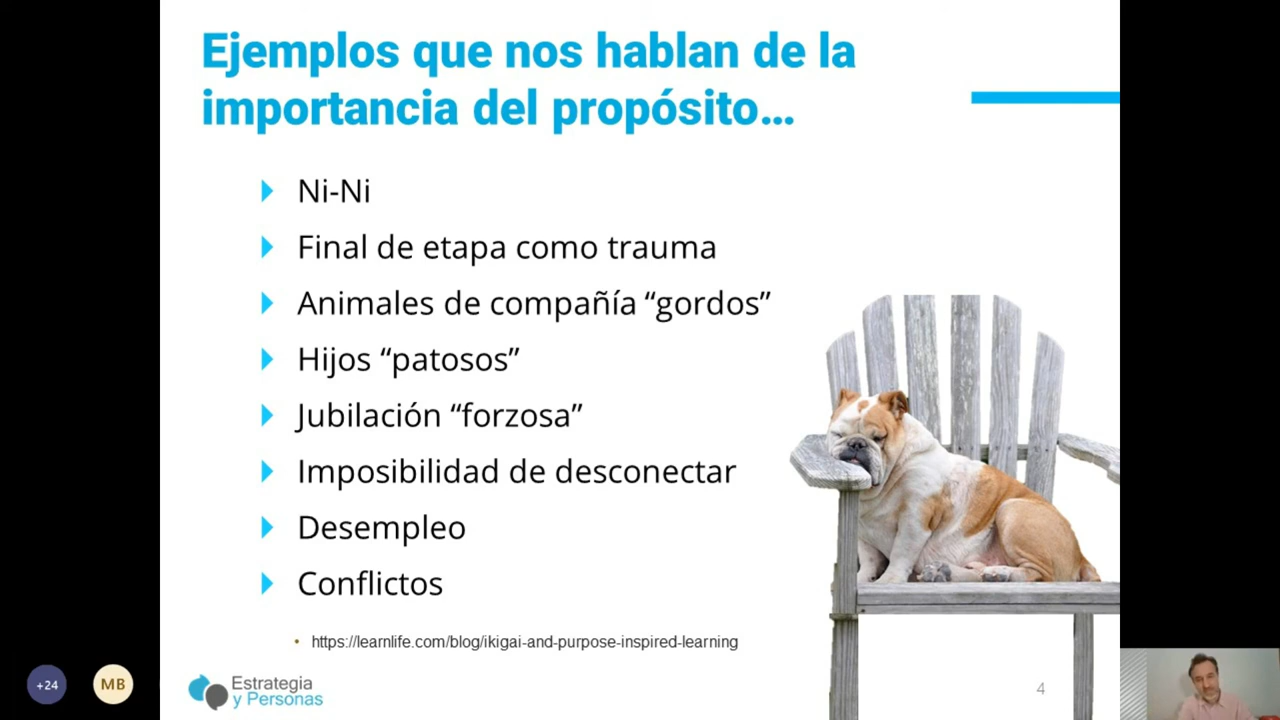 Ejemplos que nos hablan de la
importancia del propósito...
Ni-Ni
Final de etapa como trauma
Animales de compañía “gordos”
Hijos “patosos”
Jubilación “forzosa”
Imposibilidad de desconectar
Desempleo
Conflictos
https://learnlife.com/blog/ikigai-and-purpose-inspired-learning
+24
MB
Estrategia
y Personas
4